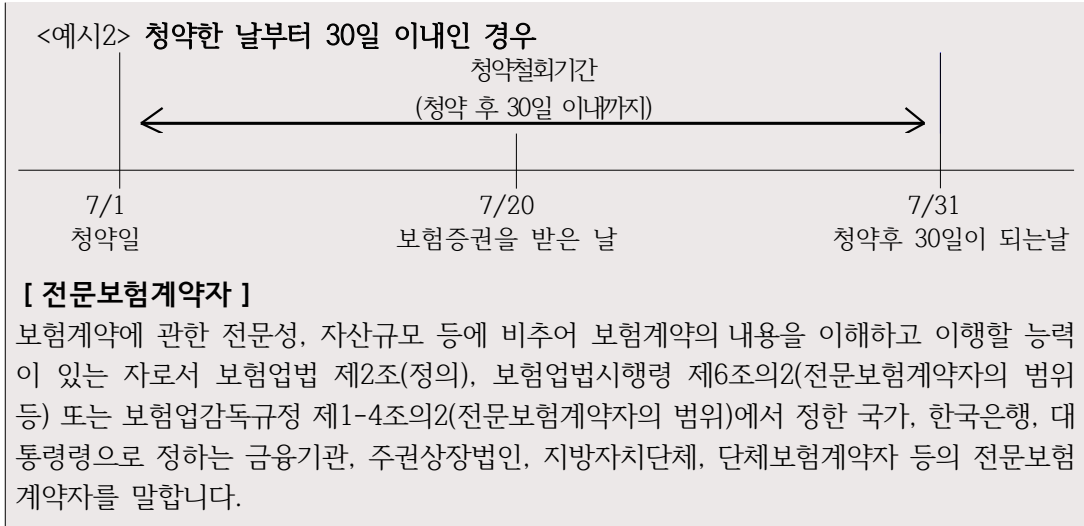 <예시2> 청약한 날부터 30일 이내인 경우
청약철회기간
(청약 후 30일 이내까지)
7/1
7/20
7/31
청약일
보험증권을 받은 날
청약후 30일이 되는날
[ 전문보험계약자 ]
보험계약에 관한 전문성, 자산규모 등에 비추어 보험계약의 내용을 이해하고 이행할 능력
이 있는 자로서 보험업법 제2조(정의), 보험업법시행령 제6조의2(전문보험계약자의 범위
등) 또는 보험업감독규정 제1-4조의2(전문보험계약자의 범위)에서 정한 국가, 한국은행, 대
통령령으로 정하는 금융기관, 주권상장법인, 지방자치단체, 단체보험계약자 등의 전문보험
계약자를 말합니다.